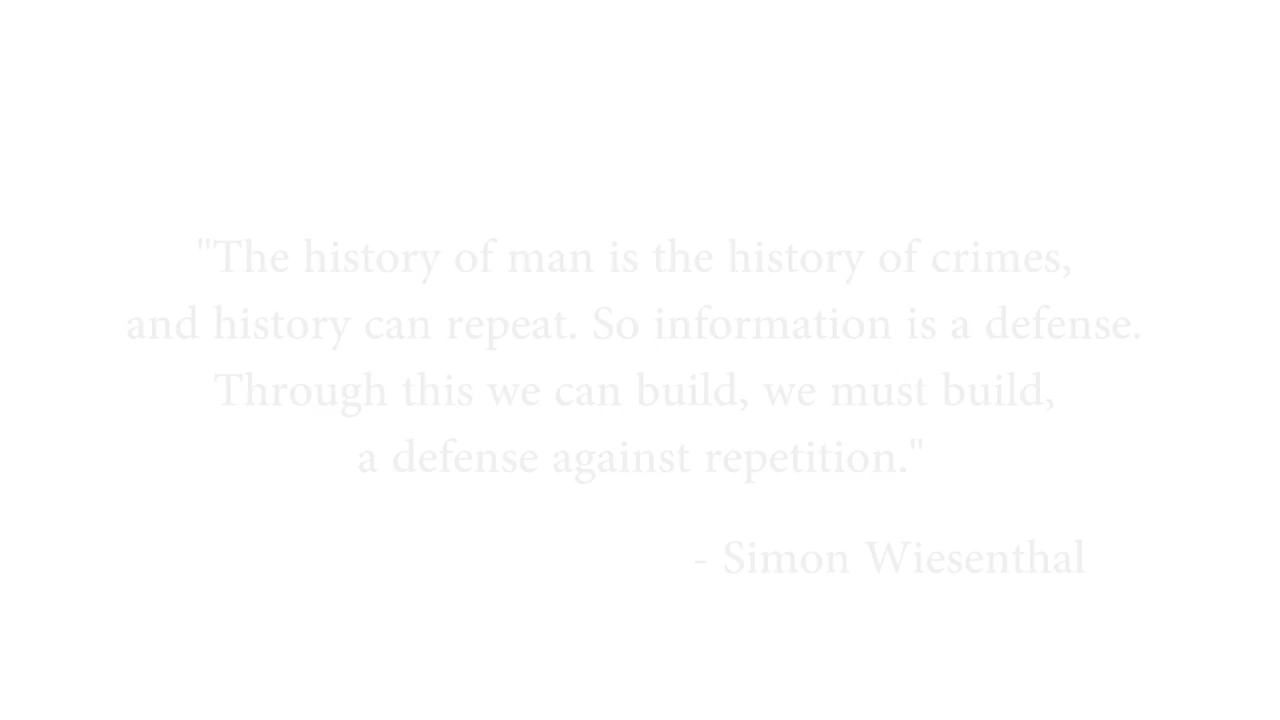 "The history of man is the history of crimes,
and history can repeat. So information is a defense.
Through this we can build, we must build,
a defense against repetition."
- Simon Wiesenthal